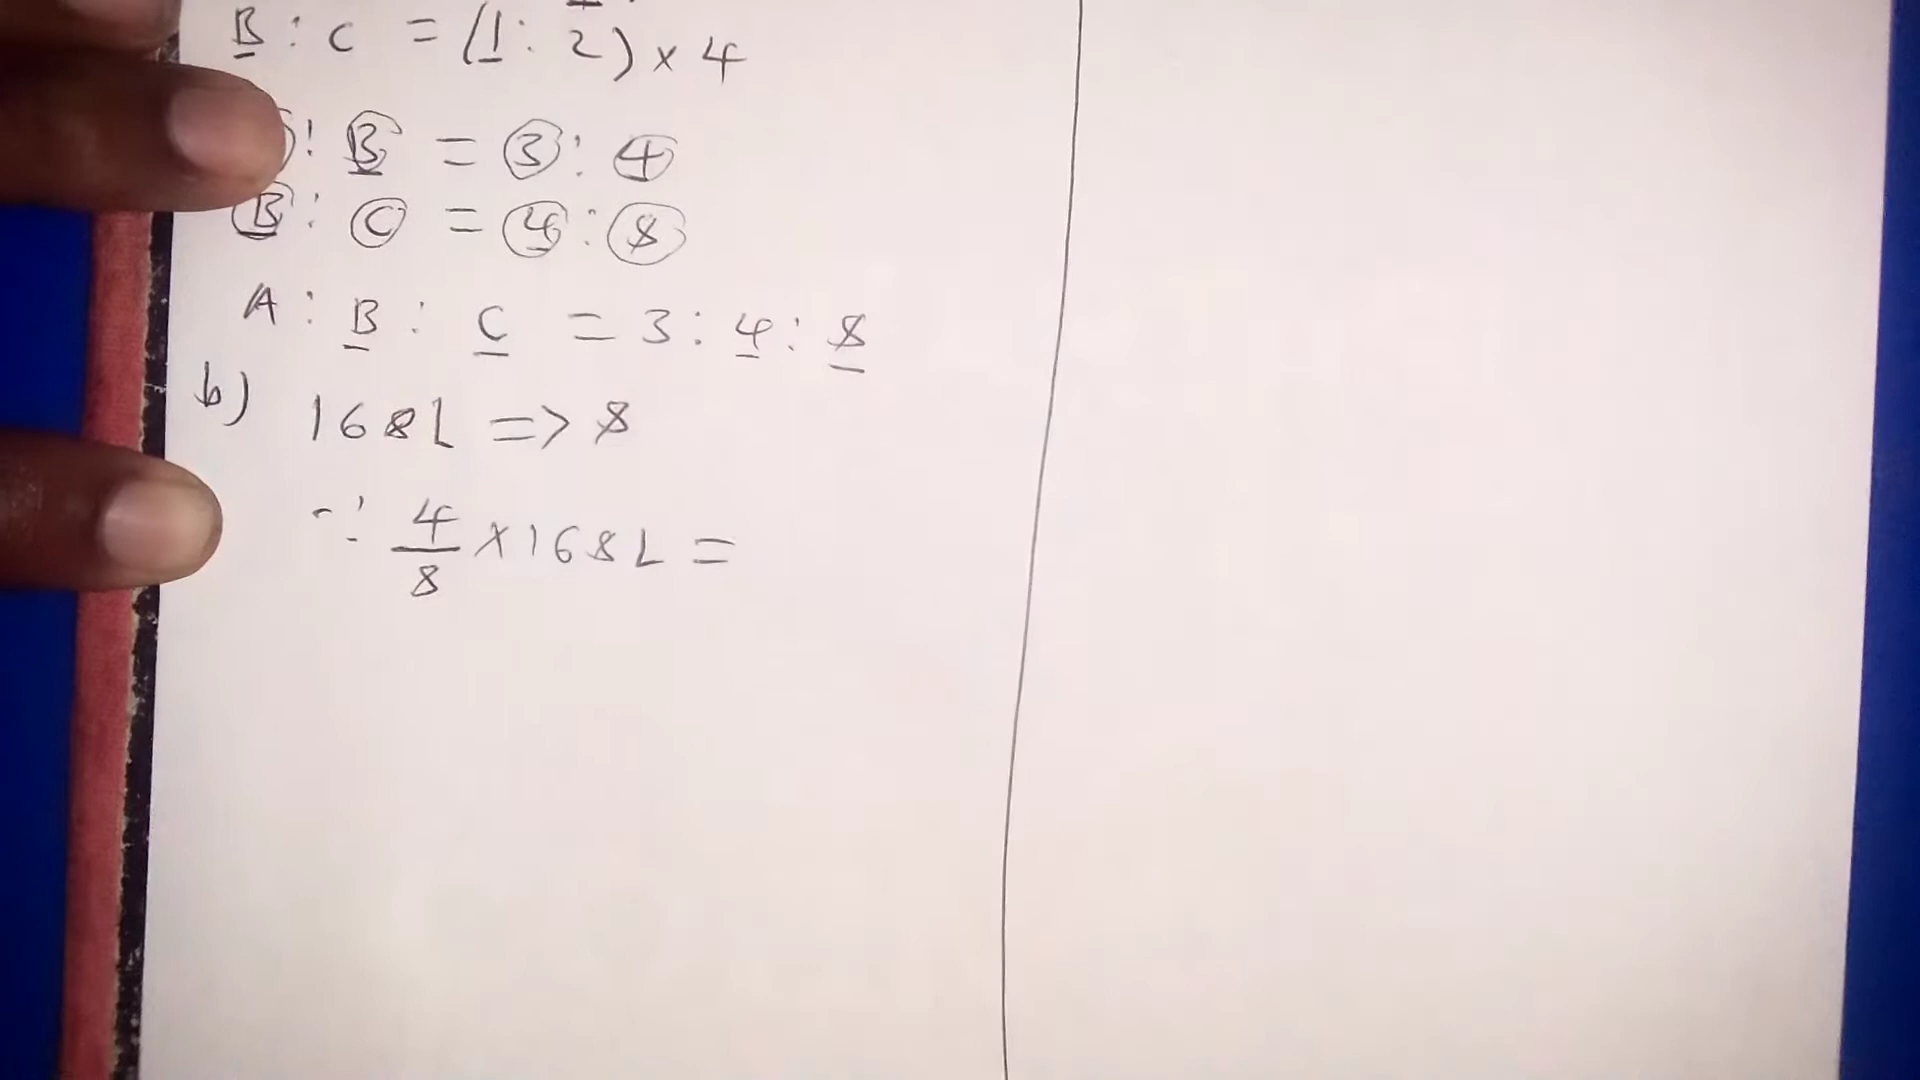 B : C = (1 : 2) x 4
: B = 3 : 4
B : C = 4 : 8
A : B : C = 3 : 4 : 8
b) 168L => 8
∵ 4/8 x 168L =